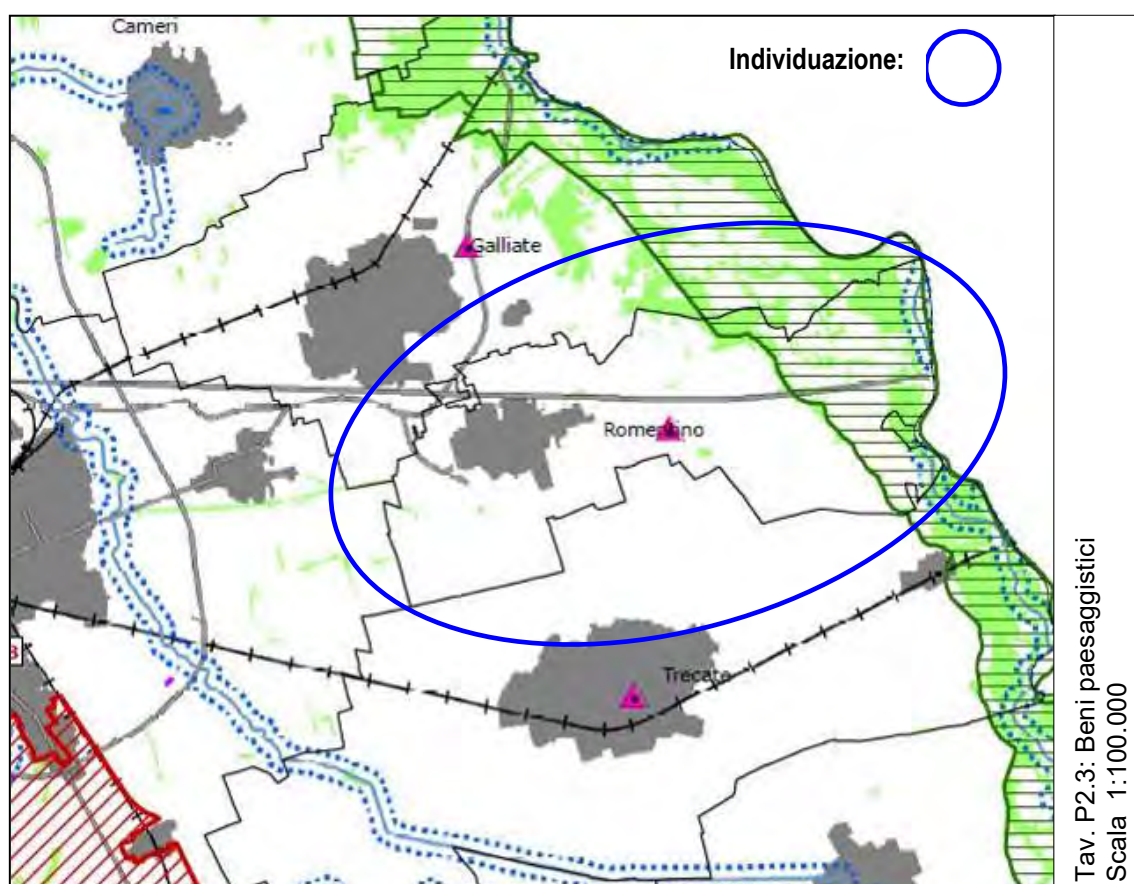 Cameri
Individuazione:
Galliate
Romentino
Trecate
Tav. P2.3: Beni paesaggistici
Scala 1:100.000